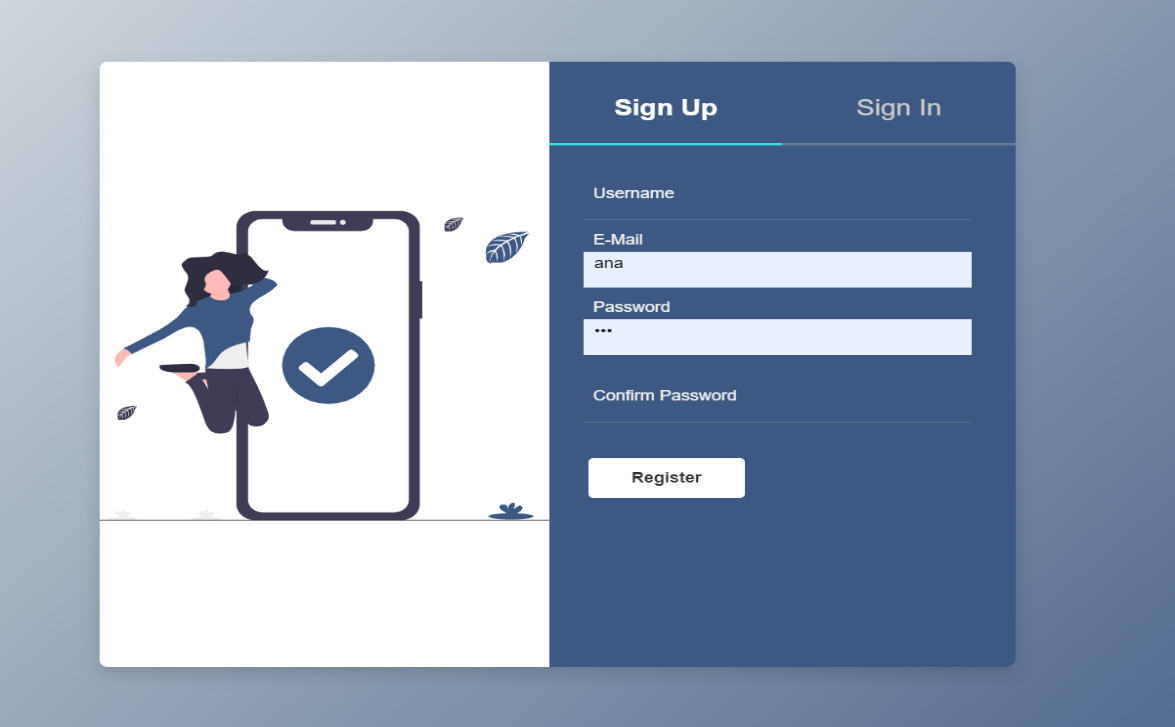 Sign Up
Sign In
Username
E-Mail
ana
Password
•••
Confirm Password
Register